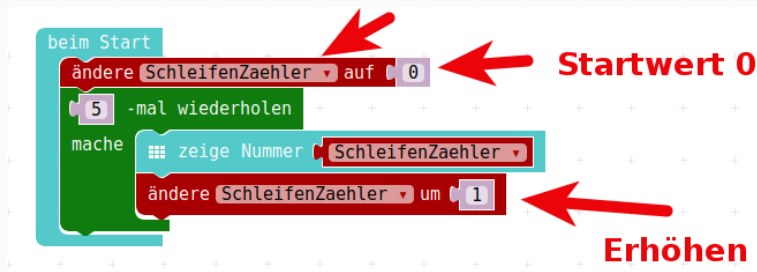 beim Start
ändere SchleifenZaehler auf 0
Startwert 0
5 -mal wiederholen
mache
zeige Nummer SchleifenZaehler
ändere SchleifenZaehler um 1
Erhöhen